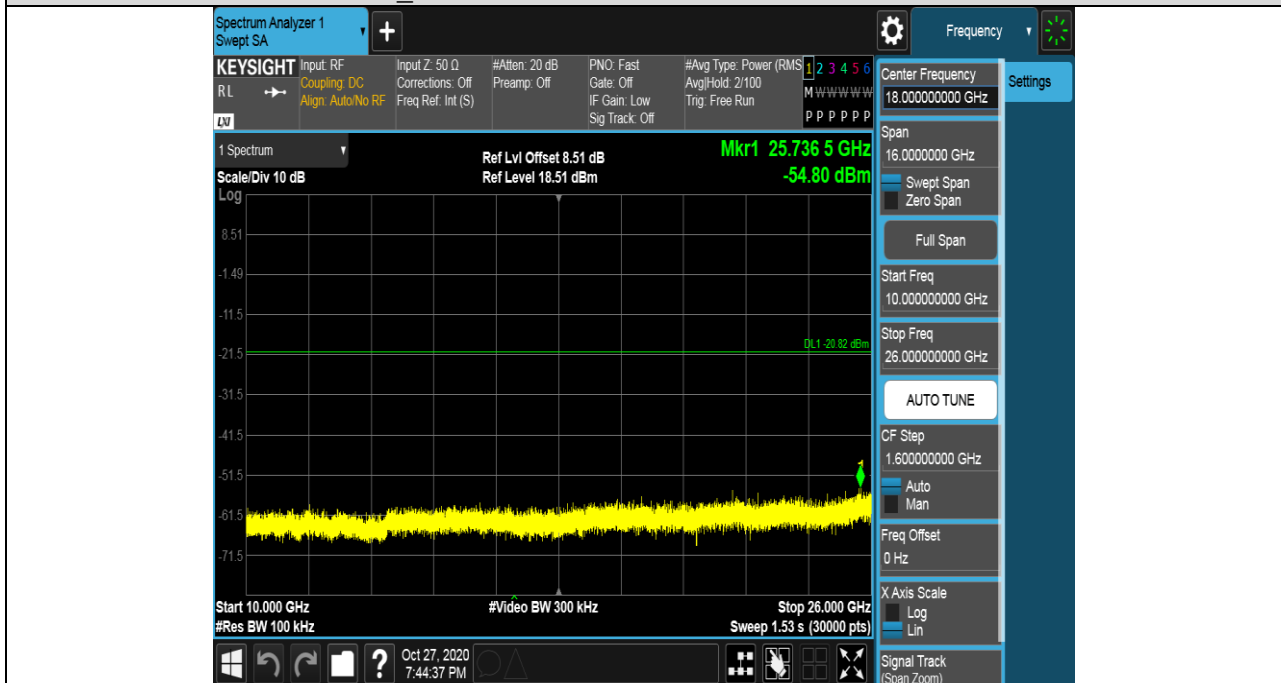 Spectrum Analyzer 1
Swept SA
Frequency
KEYSIGHT
RL
LXI
Input: RF
Coupling: DC
Align: Auto/No RF
Input Z: 50 Ω
Corrections: Off
Freq Ref: Int (S)
#Atten: 20 dB
Preamp: Off
PNO: Fast
Gate: Off
IF Gain: Low
Sig Track: Off
#Avg Type: Power (RMS
Avg|Hold: 2/100
Trig: Free Run
1 2 3 4 5 6
M W W W W W
P P P P P P
1 Spectrum
Scale/Div 10 dB
Ref Lvl Offset 8.51 dB
Ref Level 18.51 dBm
Mkr1 25.736 5 GHz
-54.80 dBm
Log
8.51
-1.49
-11.5
-21.5
-31.5
-41.5
-51.5
-61.5
-71.5
DL1 -20.82 dBm
1
Start 10.000 GHz
#Res BW 100 kHz
#Video BW 300 kHz
Stop 26.000 GHz
Sweep 1.53 s (30000 pts)
Oct 27, 2020
7:44:37 PM
Center Frequency
18.000000000 GHz
Span
16.0000000 GHz
Swept Span
Zero Span
Full Span
Start Freq
10.000000000 GHz
Stop Freq
26.000000000 GHz
AUTO TUNE
CF Step
1.600000000 GHz
Auto
Man
Freq Offset
0 Hz
X Axis Scale
Log
Lin
Signal Track
(Span Zoom)
Settings